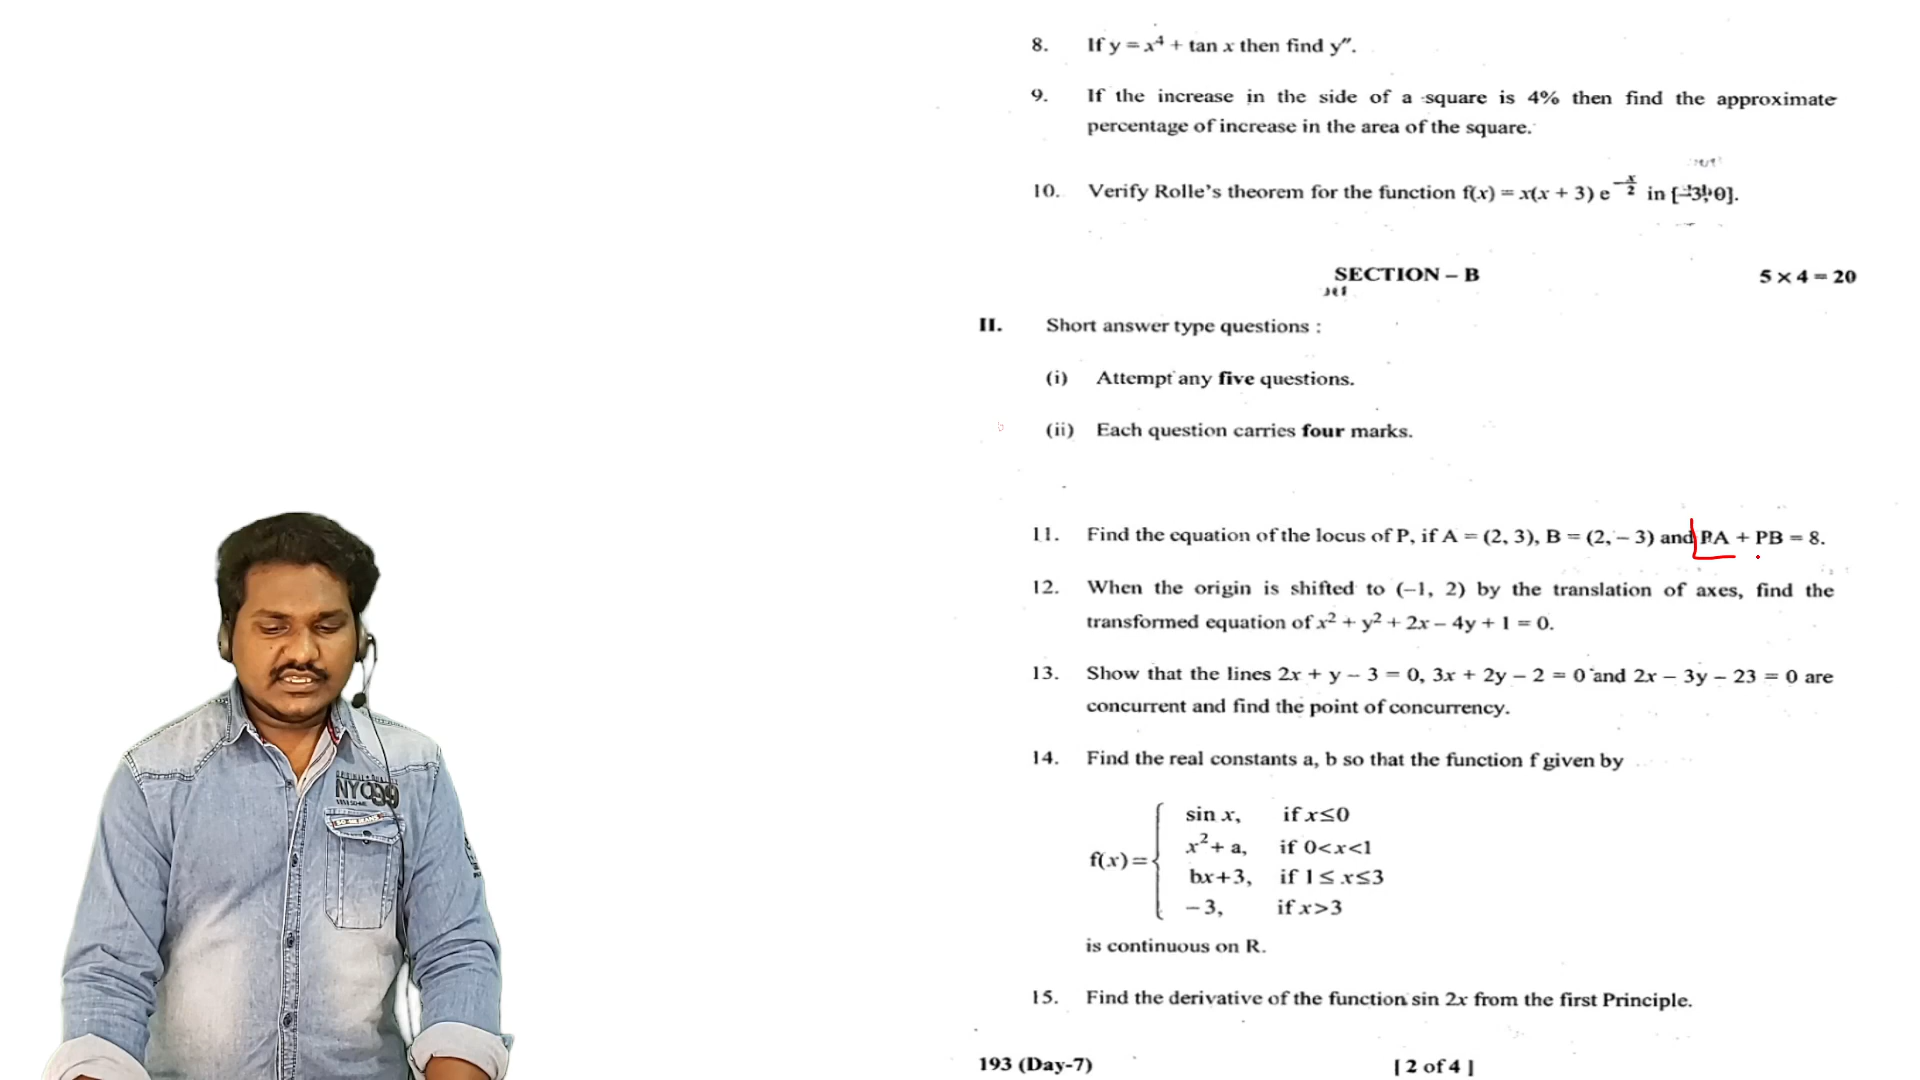 8. If y = x⁴ + tan x then find y″.
9. If the increase in the side of a square is 4% then find the approximate
percentage of increase in the area of the square.
10. Verify Rolle's theorem for the function f(x) = x(x + 3) e^(-x/2) in [-3, 0].
SECTION – B 5 × 4 = 20
II. Short answer type questions :
(i) Attempt any five questions.
(ii) Each question carries four marks.
11. Find the equation of the locus of P, if A = (2, 3), B = (2, – 3) and PA + PB = 8.
12. When the origin is shifted to (–1, 2) by the translation of axes, find the
transformed equation of x² + y² + 2x – 4y + 1 = 0.
13. Show that the lines 2x + y – 3 = 0, 3x + 2y – 2 = 0 and 2x – 3y – 23 = 0 are
concurrent and find the point of concurrency.
14. Find the real constants a, b so that the function f given by
sin x, if x≤0
x² + a, if 0<x<1
f(x)=
bx+3, if 1≤x≤3
–3, if x>3
is continuous on R.
15. Find the derivative of the function sin 2x from the first Principle.
193 (Day-7) [ 2 of 4 ]
NYC99